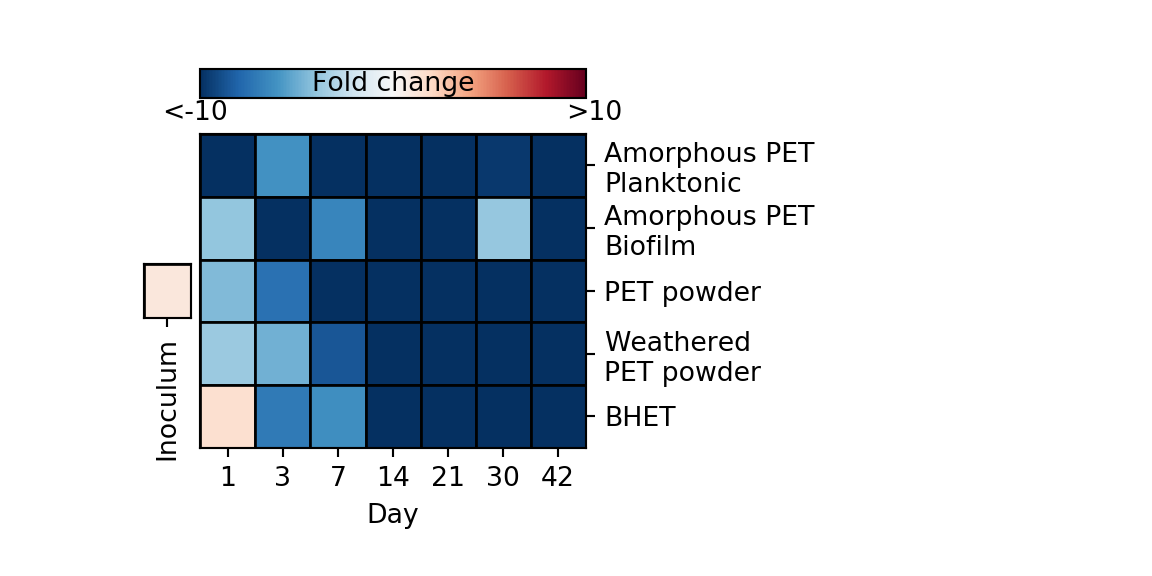 Fold change
<-10
>10
Amorphous PET
Planktonic
Amorphous PET
Biofilm
PET powder
Weathered
PET powder
BHET
Inoculum
1 3 7 14 21 30 42
Day